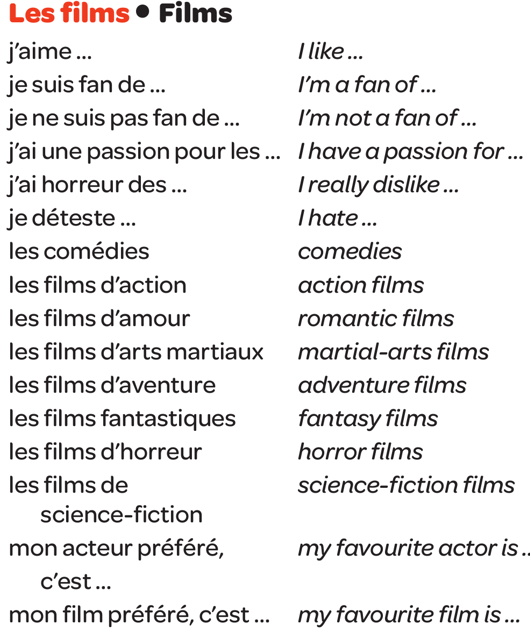 Les films • Films
j'aime ... I like ...
je suis fan de ... I'm a fan of ...
je ne suis pas fan de ... I'm not a fan of ...
j'ai une passion pour les ... I have a passion for ...
j'ai horreur des ... I really dislike ...
je déteste ... I hate ...
les comédies comedies
les films d'action action films
les films d'amour romantic films
les films d'arts martiaux martial-arts films
les films d'aventure adventure films
les films fantastiques fantasy films
les films d'horreur horror films
les films de science-fiction films
science-fiction
mon acteur préféré, my favourite actor is ..
c'est ...
mon film préféré, c'est ... my favourite film is ...